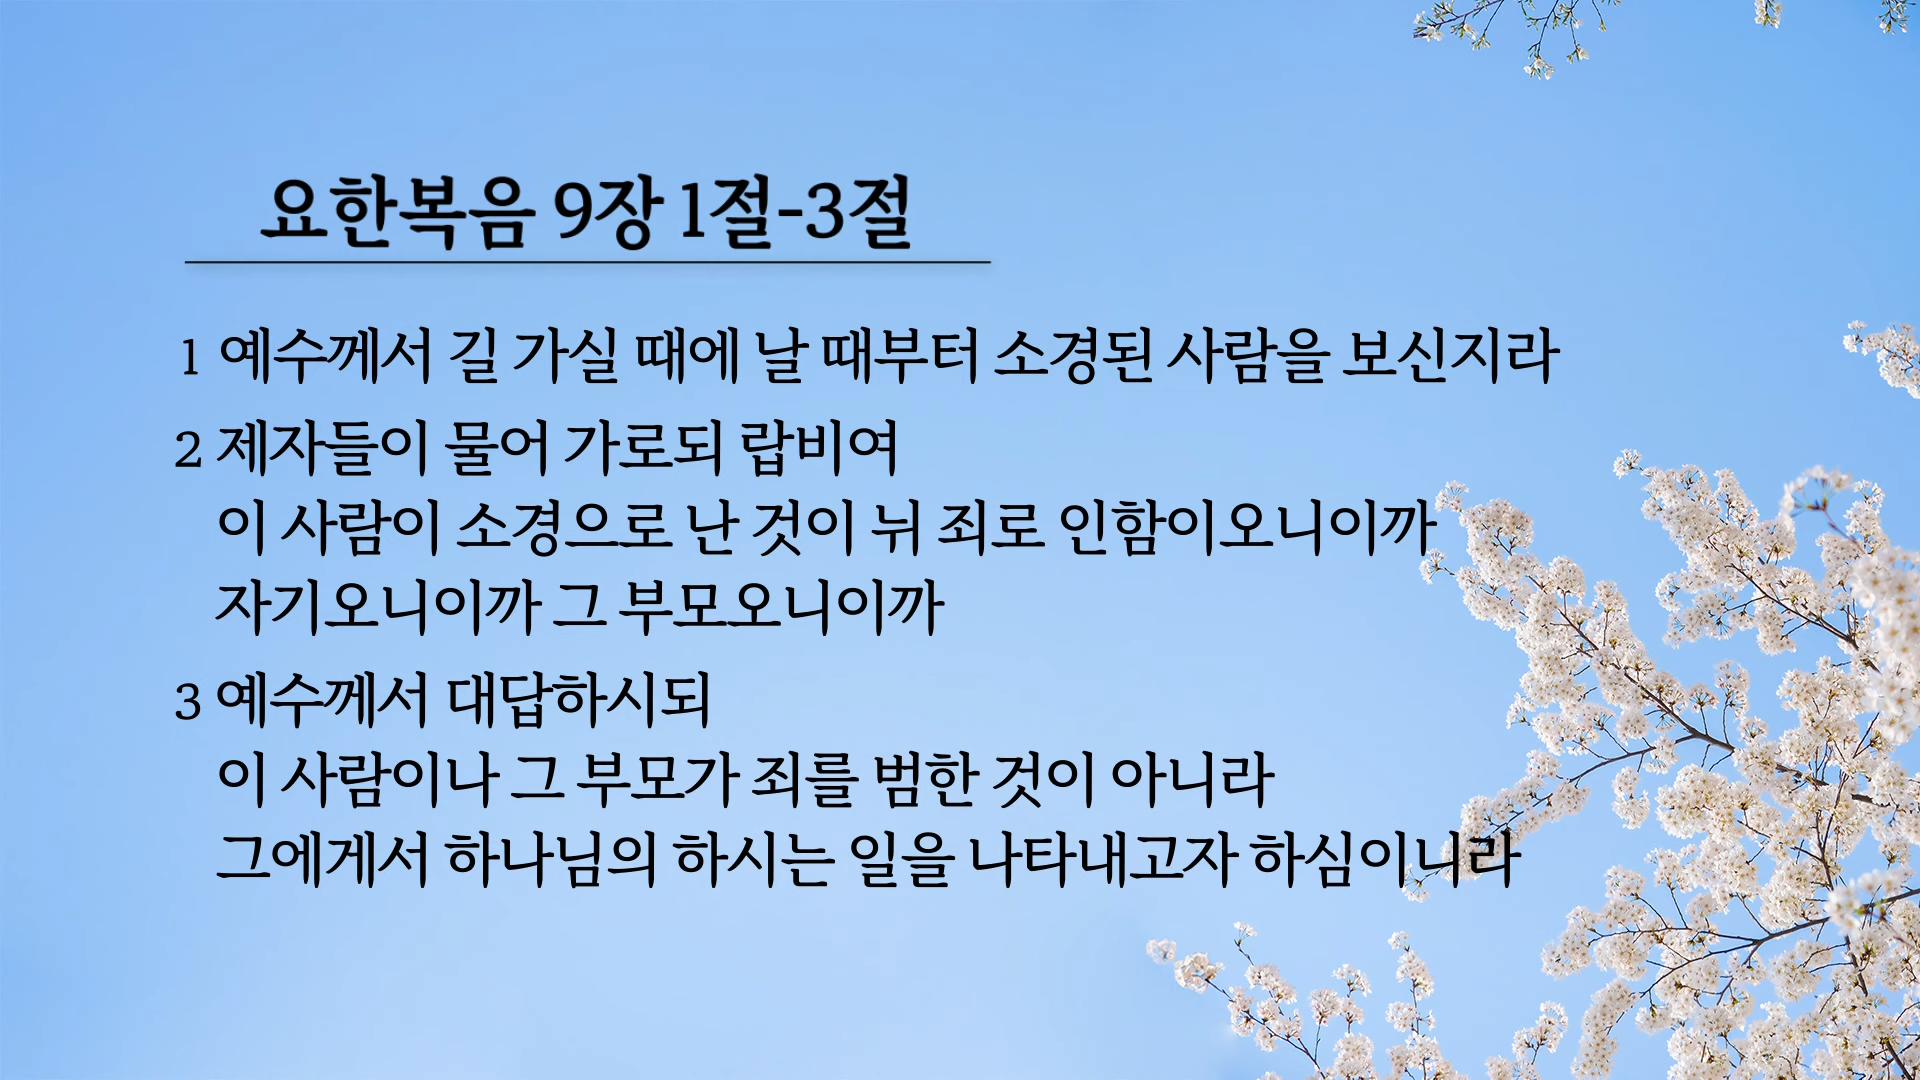 요한복음 9장 1절-3절
1 예수께서 길 가실 때에 날 때부터 소경된 사람을 보신지라
2 제자들이 물어 가로되 랍비여
이 사람이 소경으로 난 것이 뉘 죄로 인함이오니이까
자기오니이까 그 부모오니이까
3 예수께서 대답하시되
이 사람이나 그 부모가 죄를 범한 것이 아니라
그에게서 하나님의 하시는 일을 나타내고자 하심이니라